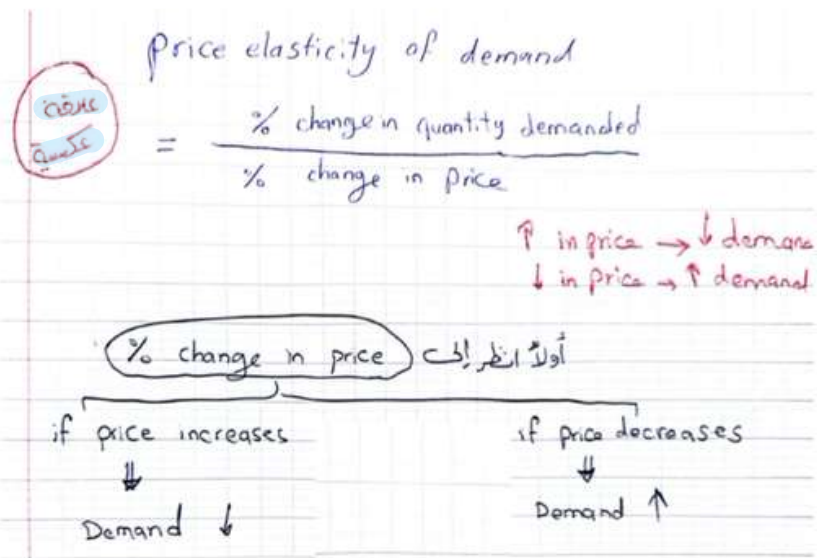 Price elasticity of demand
علاقة
عكسية
= % change in quantity demanded
% change in price
↑ in price → ↓ demand
↓ in price → ↑ demand
% change in price أولاً انظر إلى
if price increases
⇓
Demand ↓
if price decreases
⇓
Demand ↑